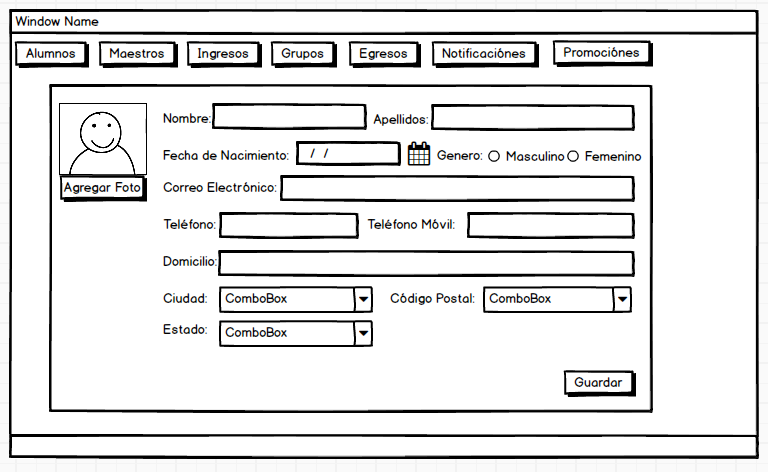 Window Name
Alumnos Maestros Ingresos Grupos Egresos Notificaciónes Promociónes
Nombre: Apellidos:
Fecha de Nacimiento: / / Genero: Masculino Femenino
Agregar Foto Correo Electrónico:
Teléfono: Teléfono Móvil:
Domicilio:
Ciudad: ComboBox Código Postal: ComboBox
Estado: ComboBox
Guardar